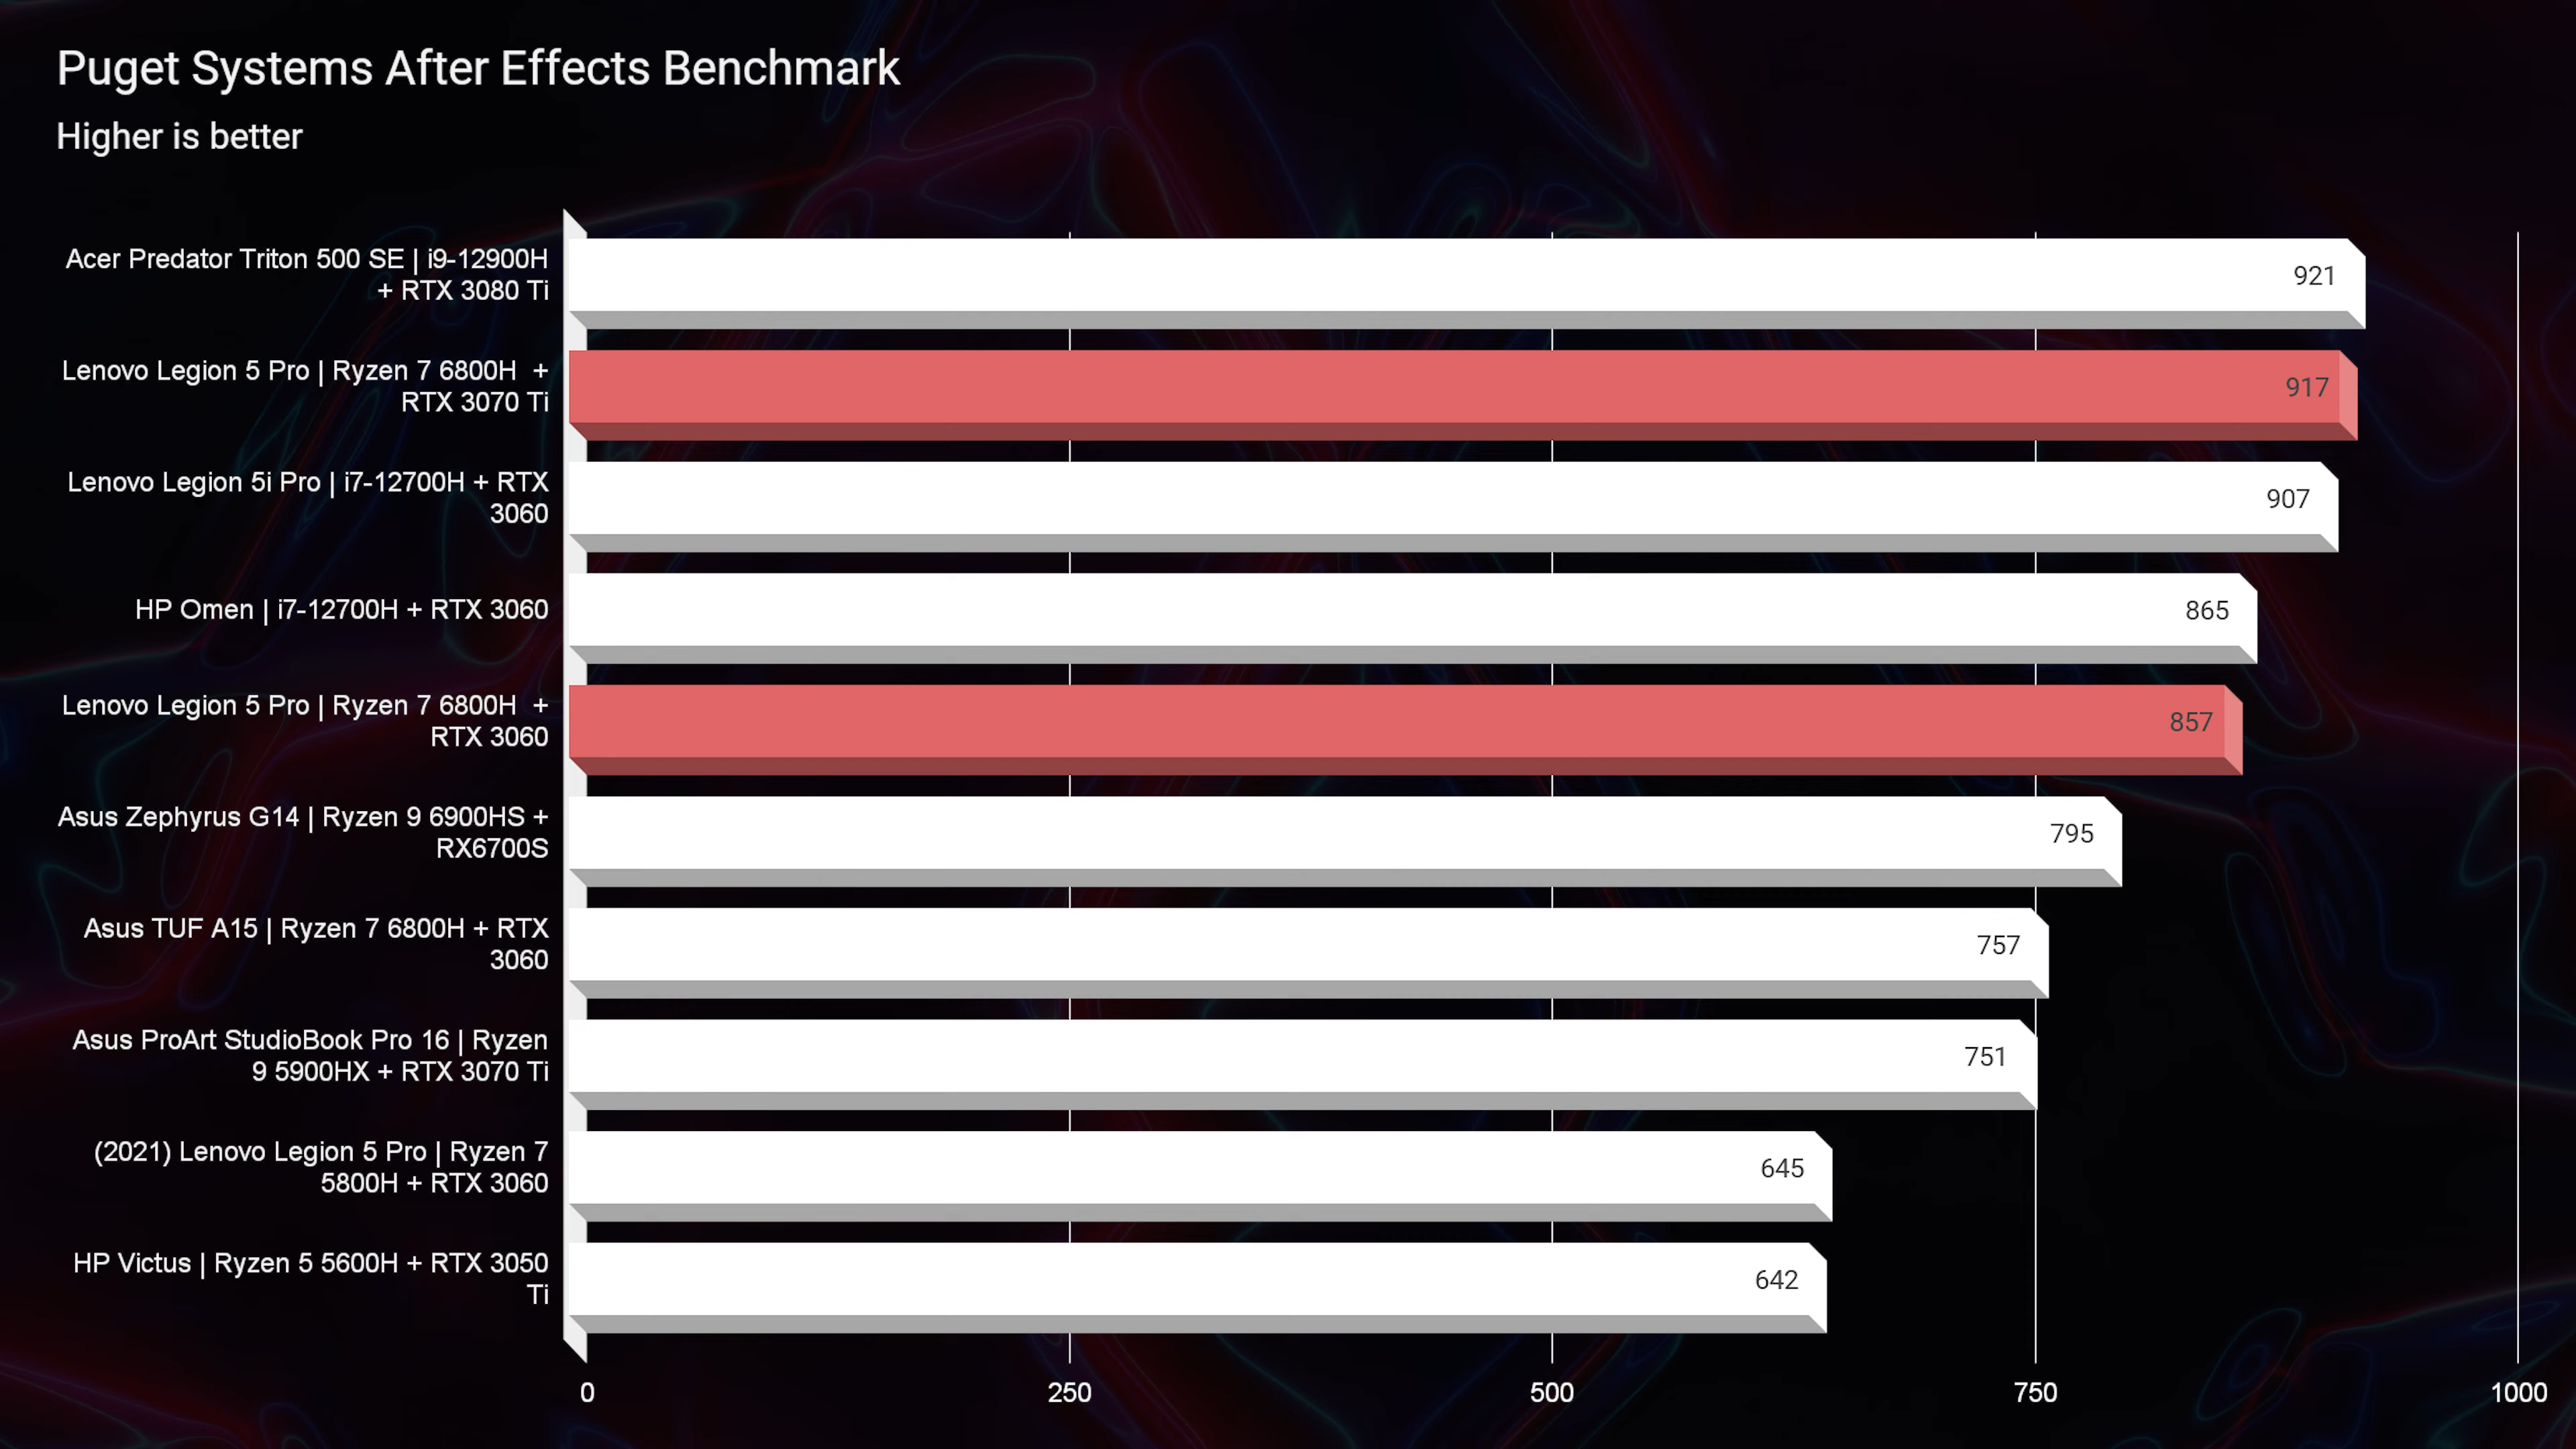 Puget Systems After Effects Benchmark
Higher is better
Acer Predator Triton 500 SE | i9-12900H
+ RTX 3080 Ti
921
Lenovo Legion 5 Pro | Ryzen 7 6800H  +
RTX 3070 Ti
917
Lenovo Legion 5i Pro | i7-12700H + RTX
3060
907
HP Omen | i7-12700H + RTX 3060
865
Lenovo Legion 5 Pro | Ryzen 7 6800H  +
RTX 3060
857
Asus Zephyrus G14 | Ryzen 9 6900HS +
RX6700S
795
Asus TUF A15 | Ryzen 7 6800H + RTX
3060
757
Asus ProArt StudioBook Pro 16 | Ryzen
9 5900HX + RTX 3070 Ti
751
(2021) Lenovo Legion 5 Pro | Ryzen 7
5800H + RTX 3060
645
HP Victus | Ryzen 5 5600H + RTX 3050
Ti
642
0 250 500 750 1000